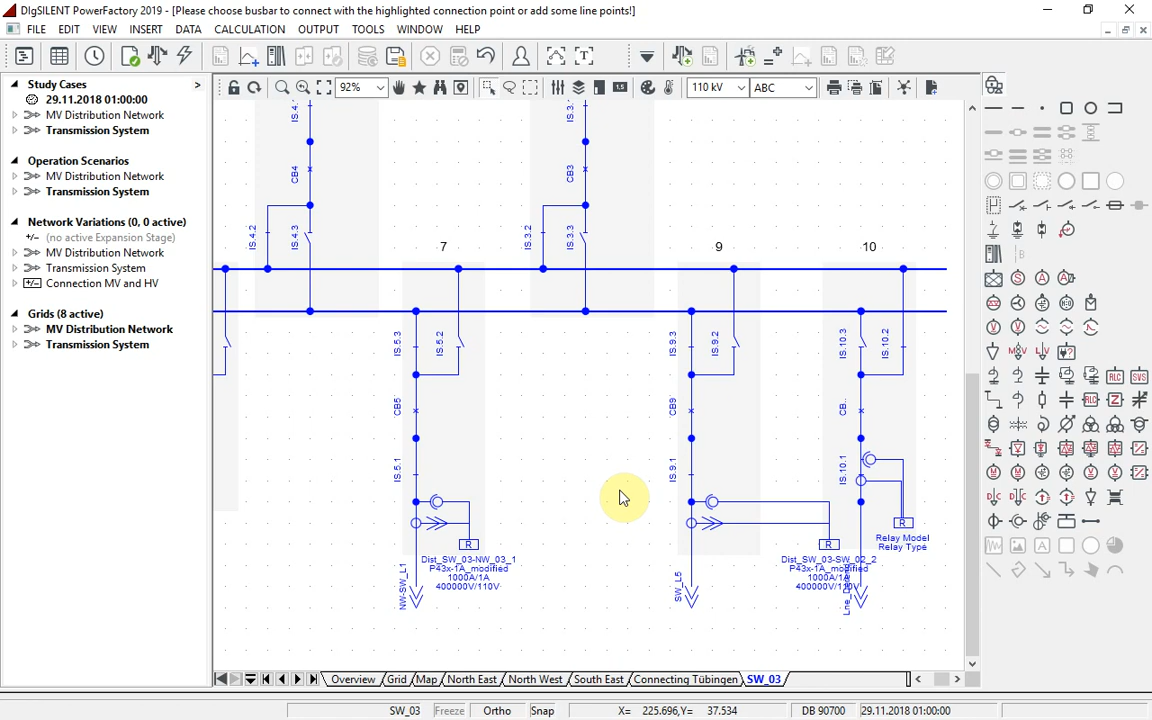 DIgSILENT PowerFactory 2019 - [Please choose busbar to connect with the highlighted connection point or add some line points!]
FILE EDIT VIEW INSERT DATA CALCULATION OUTPUT TOOLS WINDOW HELP
92% 110 kV ABC
Study Cases >
29.11.2018 01:00:00
MV Distribution Network
Transmission System
Operation Scenarios
MV Distribution Network
Transmission System
Network Variations (0, 0 active)
(no active Expansion Stage)
MV Distribution Network
Transmission System
Connection MV and HV
Grids (8 active)
MV Distribution Network
Transmission System
CB4
CB3
IS.4.2
IS.4.3
IS.3.2
IS.3.3
7
9
10
IS.5.3
IS.5.2
IS.9.3
IS.9.2
IS.10.3
IS.10.2
CB5
CB9
CB..
IS.5.1
IS.9.1
IS.10.1
R
R
R
Relay Model
Relay Type
Dist_SW_03-NW_03_1
P43x-1A_modified
1000A/1A
400000V/110V
Dist_SW_03-SW_02_2
P43x-1A_modified
1000A/1A
400000V/110V
NW-SW_L1
SW_L5
Overview Grid Map North East North West South East Connecting Tübingen SW_03
SW_03 Freeze Ortho Snap X= 225.696,Y= 37.534 DB 90700 29.11.2018 01:00:00